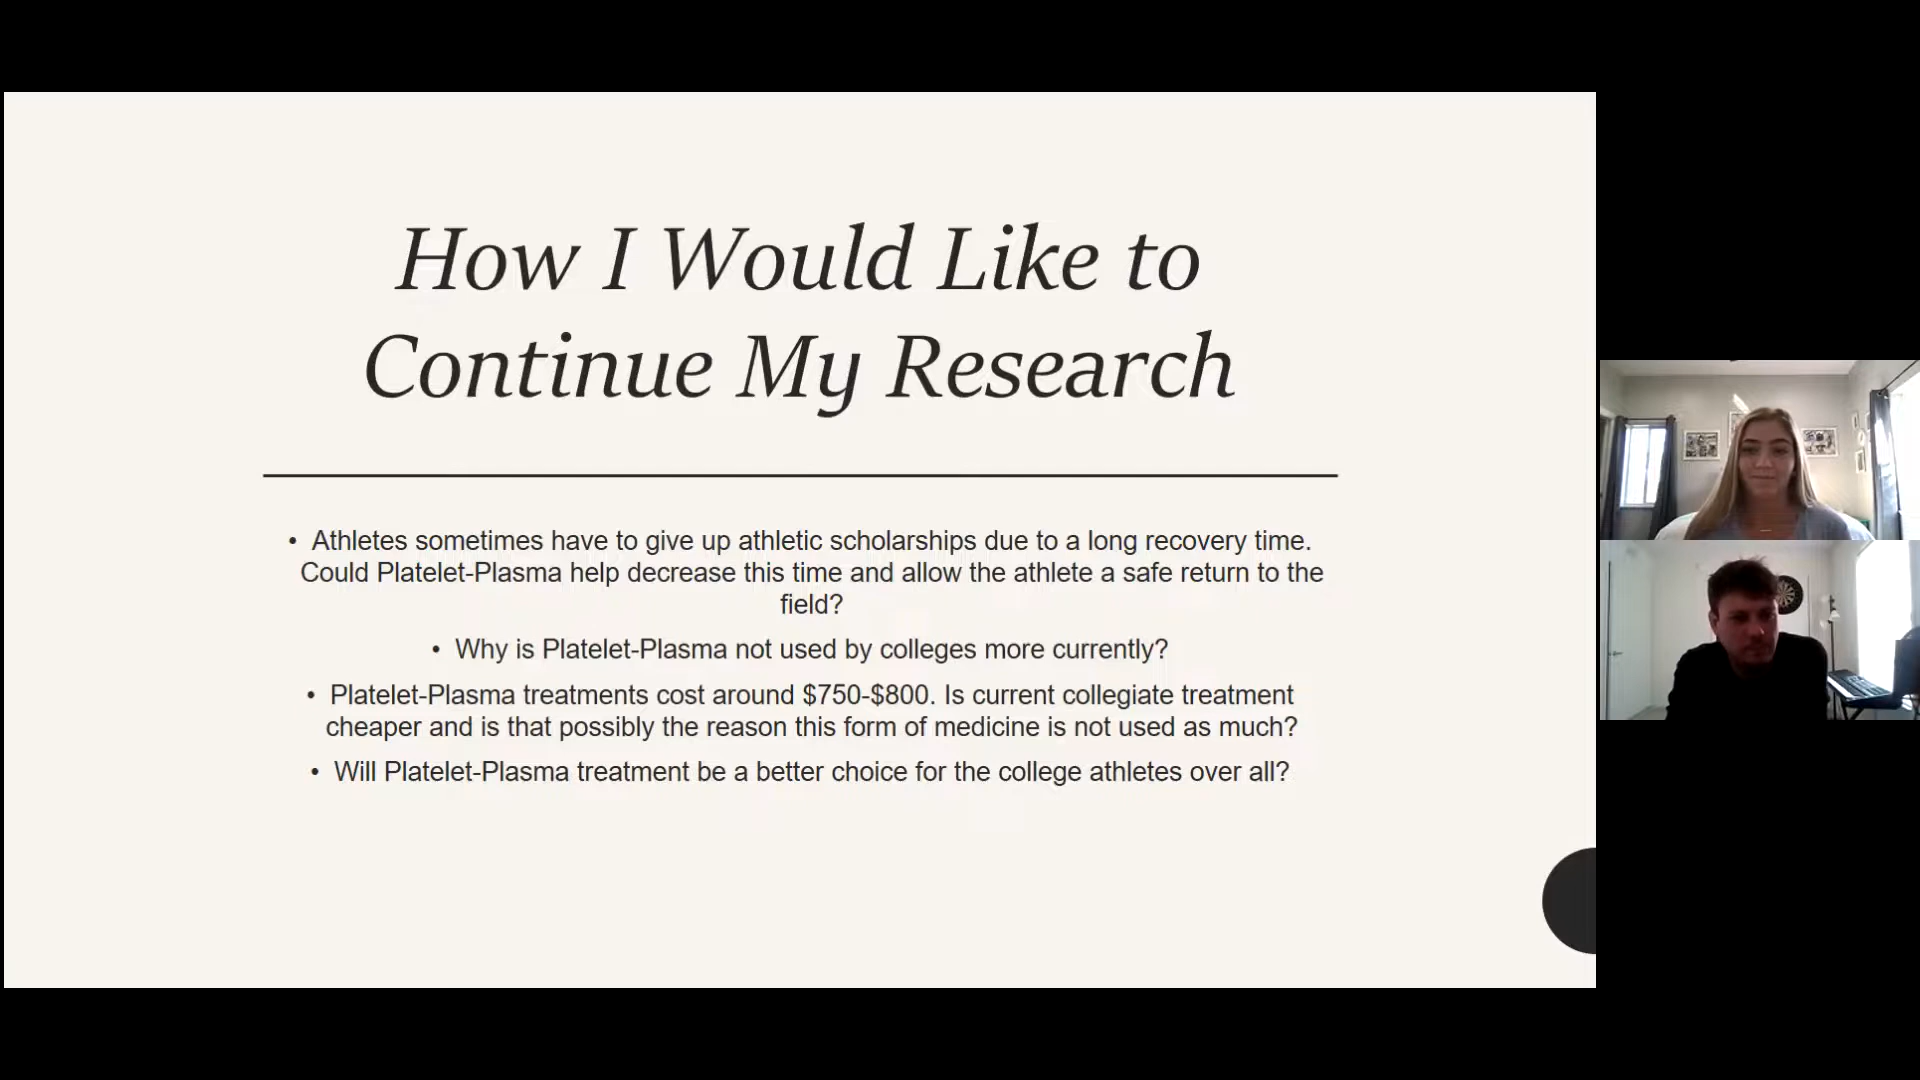 How I Would Like to
Continue My Research
• Athletes sometimes have to give up athletic scholarships due to a long recovery time.
Could Platelet-Plasma help decrease this time and allow the athlete a safe return to the
field?
• Why is Platelet-Plasma not used by colleges more currently?
• Platelet-Plasma treatments cost around $750-$800. Is current collegiate treatment
cheaper and is that possibly the reason this form of medicine is not used as much?
• Will Platelet-Plasma treatment be a better choice for the college athletes over all?